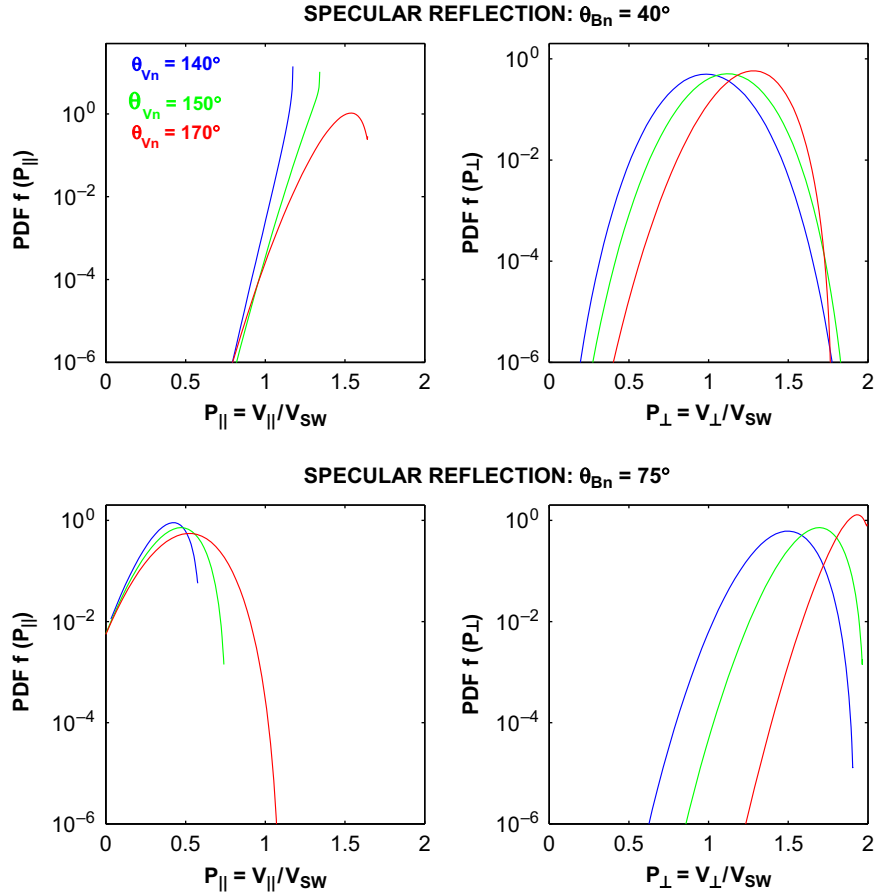 SPECULAR REFLECTION: θBn = 40°
θVn = 140°
θVn = 150°
θVn = 170°
PDF f (P||)
10^0
10^−2
10^−4
10^−6
0 0.5 1 1.5 2
P|| = V||/VSW
PDF f (P⊥)
10^0
10^−2
10^−4
10^−6
0 0.5 1 1.5 2
P⊥ = V⊥/VSW
SPECULAR REFLECTION: θBn = 75°
PDF f (P||)
10^0
10^−2
10^−4
10^−6
0 0.5 1 1.5 2
P|| = V||/VSW
PDF f (P⊥)
10^0
10^−2
10^−4
10^−6
0 0.5 1 1.5 2
P⊥ = V⊥/VSW